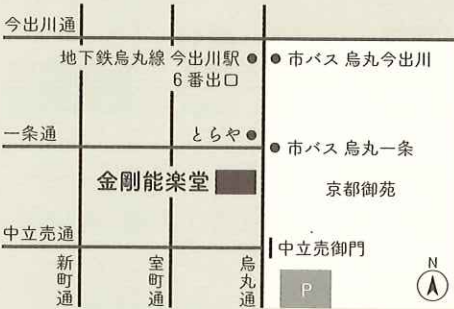 今出川通
地下鉄烏丸線 今出川駅
6番出口
市バス 烏丸今出川
一条通
とらや
市バス 烏丸一条
金剛能楽堂
京都御苑
中立売通
中立売御門
新町通
室町通
烏丸通
P
N